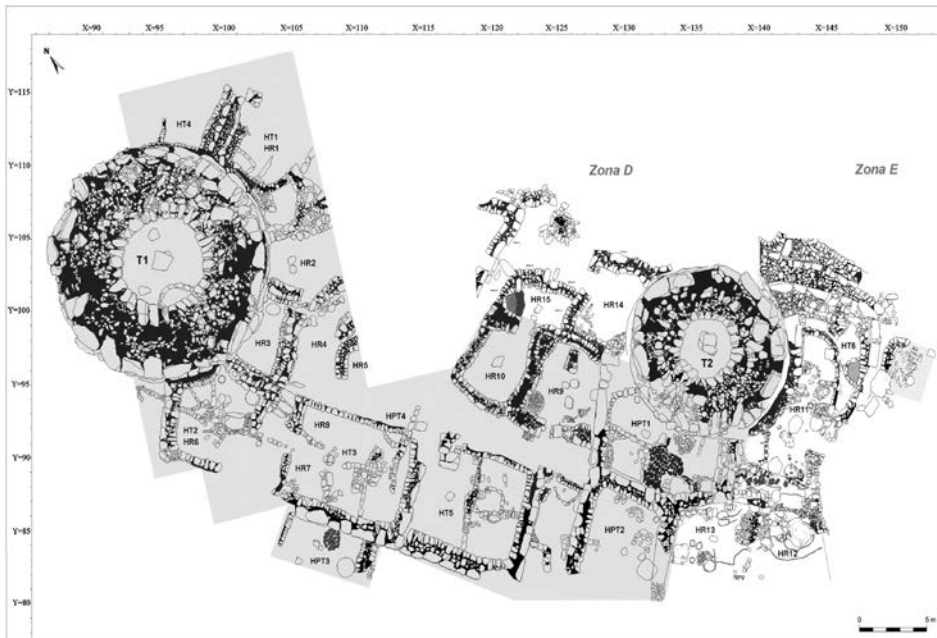 X=90 X=95 X=100 X=105 X=110 X=115 X=120 X=125 X=130 X=135 X=140 X=145 X=150
N
Y=115
HT4
HT1
HR1
Y=110
Zona D
Zona E
Y=105
T1
HR2
Y=100
HR15
HR14
HR3
HR4
HT6
T2
HR5
HR10
Y=95
HR9
HR11
HPT4
HPT1
HT2
HR6
HR8
HT3
Y=90
HR7
HT5
HPT2
HR13
Y=85
HPT3
HR12
Y=80
0
5 m